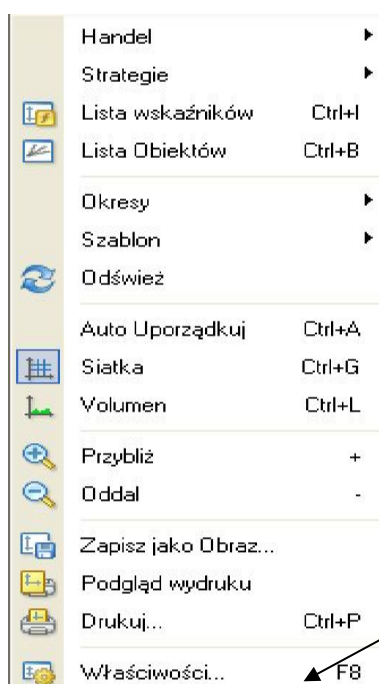 Handel
Strategie
Lista wskaźników Ctrl+I
Lista Obiektów Ctrl+B
Okresy
Szablon
Odśwież
Auto Uporządkuj Ctrl+A
Siatka Ctrl+G
Volumen Ctrl+L
Przybliż +
Oddal -
Zapisz jako Obraz...
Podgląd wydruku
Drukuj... Ctrl+P
Właściwości... F8